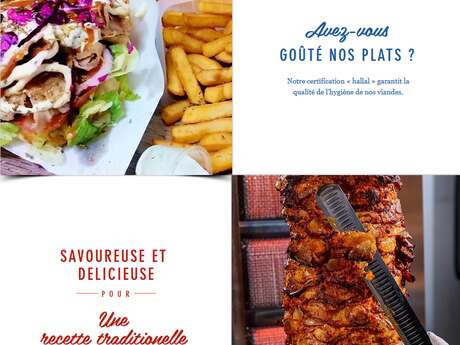 Avez-vous
GOÛTÉ NOS PLATS ?
Notre certification « hallal » garantit la
qualité de l'hygiène de nos viandes.
SAVOUREUSE ET
DELICIEUSE
POUR
Une
recette traditionelle